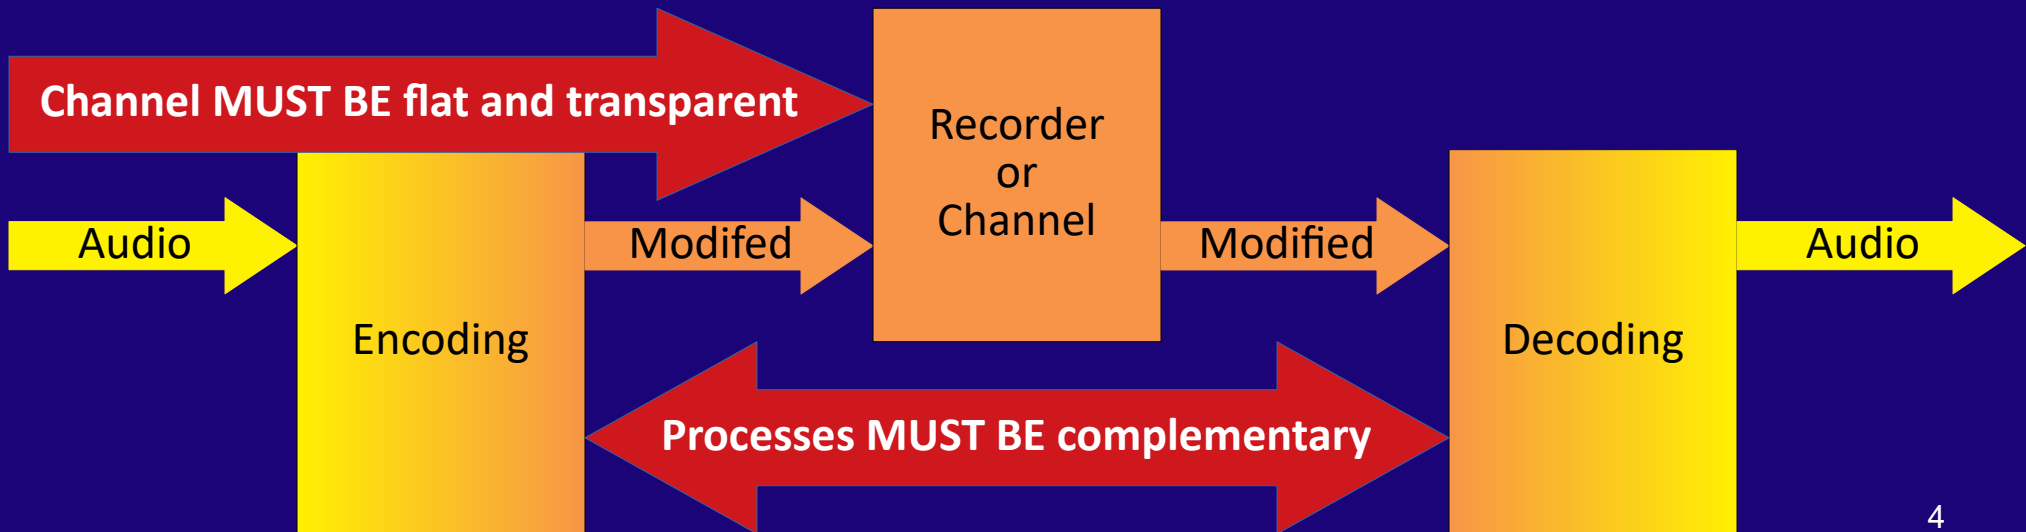 Channel MUST BE flat and transparent
Recorder
or
Channel
Audio
Modifed
Modified
Audio
Encoding
Decoding
Processes MUST BE complementary
4